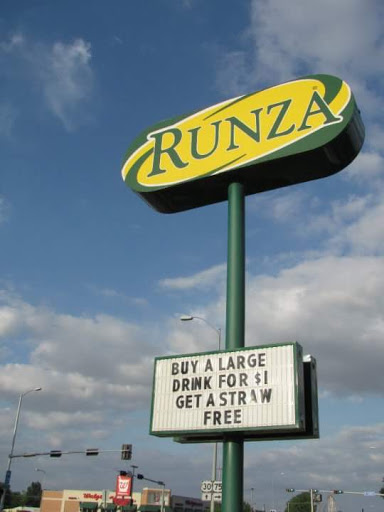 RUNZA
BUY A LARGE
DRINK FOR $1
GET A STRAW
FREE